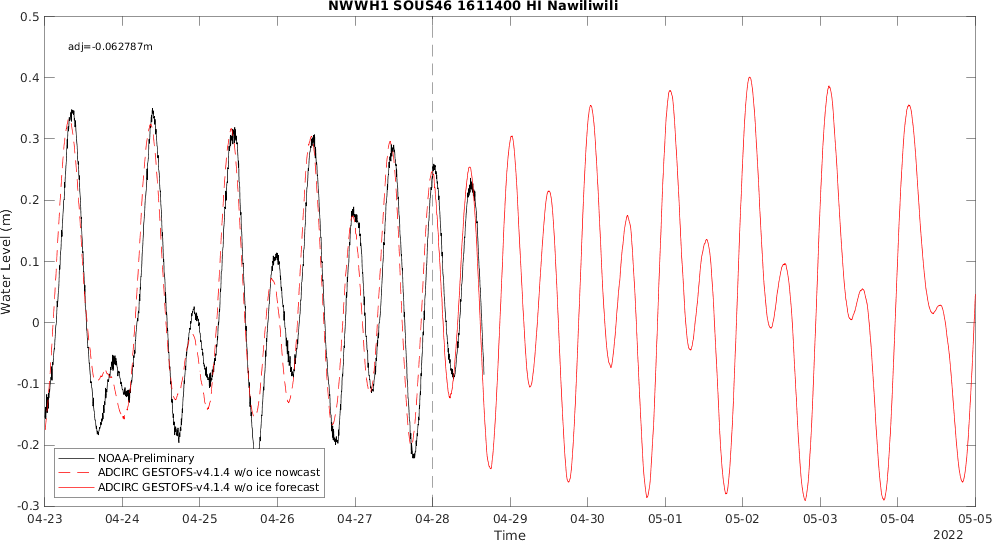 NWWH1 SOUS46 1611400 HI Nawiliwili
adj=-0.062787m
0.5
0.4
0.3
0.2
0.1
0
-0.1
-0.2
-0.3
Water Level (m)
NOAA-Preliminary
ADCIRC GESTOFS-v4.1.4 w/o ice nowcast
ADCIRC GESTOFS-v4.1.4 w/o ice forecast
04-23 04-24 04-25 04-26 04-27 04-28 04-29 04-30 05-01 05-02 05-03 05-04 05-05
Time
2022